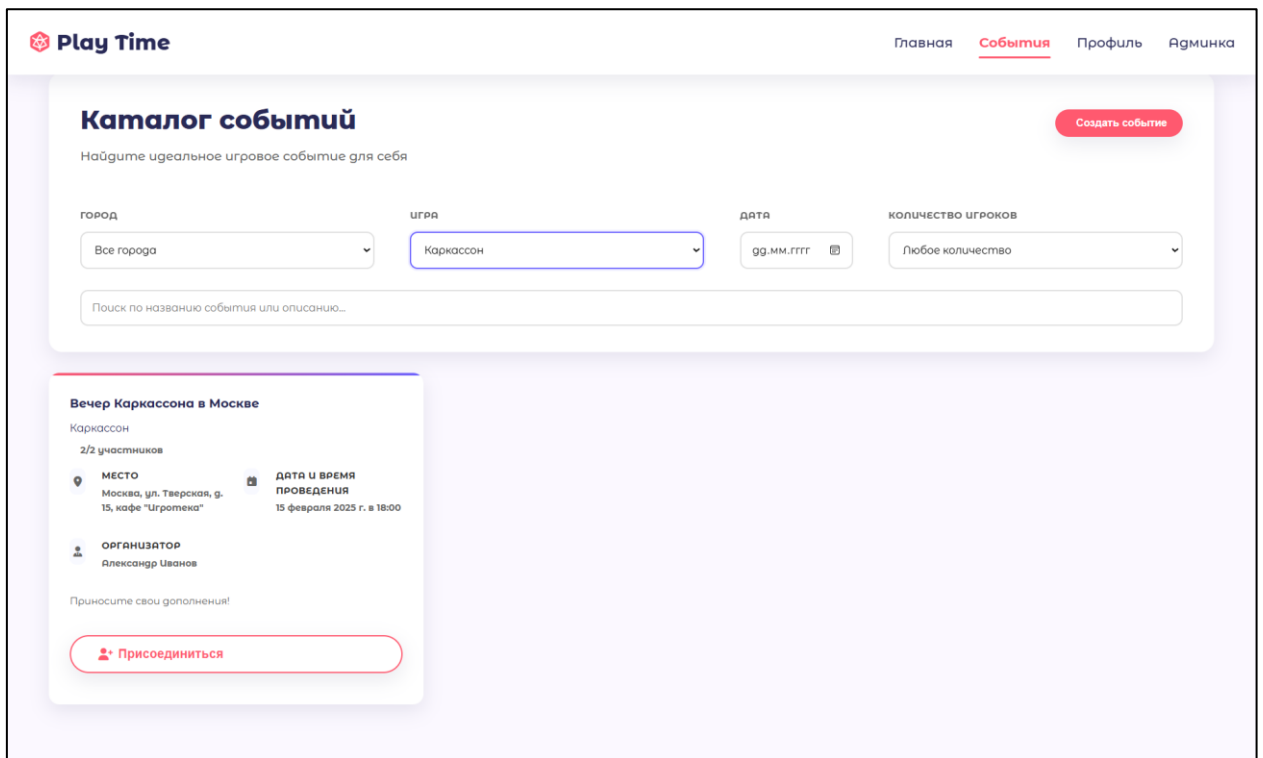 Play Time
Главная События Профиль Админка
Каталог событий
Создать событие
Найдите идеальное игровое событие для себя
ГОРОД ИГРА ДАТА КОЛИЧЕСТВО ИГРОКОВ
Все города Каркассон дд.мм.гггг Любое количество
Поиск по названию события или описанию...
Вечер Каркассона в Москве
Каркассон
2/2 участников
МЕСТО
Москва, ул. Тверская, д.
15, кафе "Игротека"
ДАТА И ВРЕМЯ
ПРОВЕДЕНИЯ
15 февраля 2025 г. в 18:00
ОРГАНИЗАТОР
Александр Иванов
Приносите свои дополнения!
Присоединиться